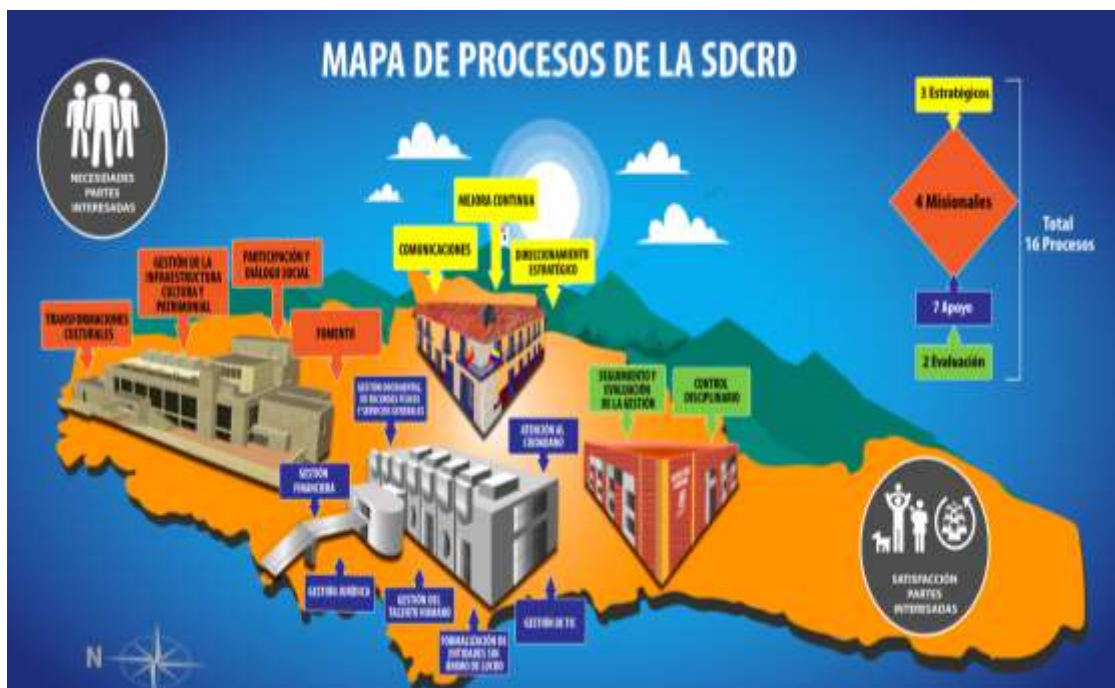 MAPA DE PROCESOS DE LA SDCRD
NECESIDADES
PARTES
INTERESADAS
3 Estratégicos
4 Misionales
7 Apoyo
2 Evaluación
Total
16 Procesos
MEJORA CONTINUA
COMUNICACIONES
DIRECCIONAMIENTO
ESTRATÉGICO
PARTICIPACIÓN Y
DIÁLOGO SOCIAL
GESTIÓN DE LA
INFRAESTRUCTURA
CULTURA Y
PATRIMONIAL
TRANSFORMACIONES
CULTURALES
FOMENTO
GESTIÓN DOCUMENTAL,
DE RECURSOS FÍSICOS
Y SERVICIOS GENERALES
ATENCIÓN AL
CIUDADANO
SEGUIMIENTO Y
EVALUACIÓN
DE LA GESTIÓN
CONTROL
DISCIPLINARIO
GESTIÓN
FINANCIERA
GESTIÓN JURÍDICA
GESTIÓN DEL
TALENTO HUMANO
FORMALIZACIÓN DE
ENTIDADES SIN
ÁNIMO DE LUCRO
GESTIÓN DE TIC
SATISFACCIÓN
PARTES
INTERESADAS
N